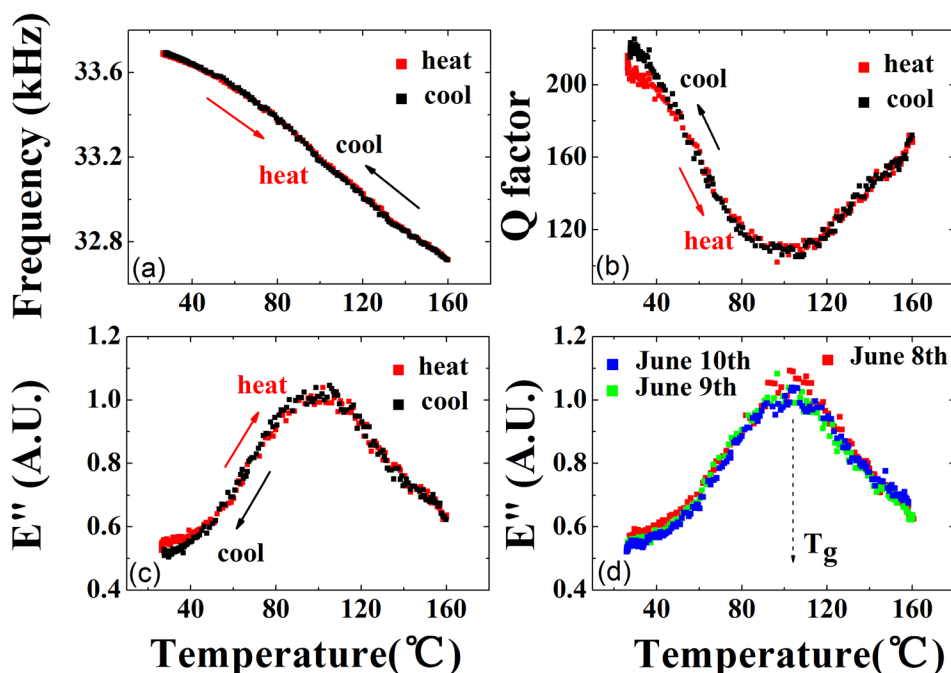 Frequency (kHz)
33.6
33.2
32.8
heat
cool
cool
heat
(a)
40
80
120
160
Q factor
200
160
120
cool
heat
cool
heat
(b)
40
80
120
160
E" (A.U.)
1.2
1.0
0.8
0.6
0.4
heat
heat
cool
cool
(c)
40
80
120
160
Temperature(℃)
E" (A.U.)
1.2
1.0
0.8
0.6
0.4
June 10th
June 8th
June 9th
Tg
(d)
40
80
120
160
Temperature(℃)